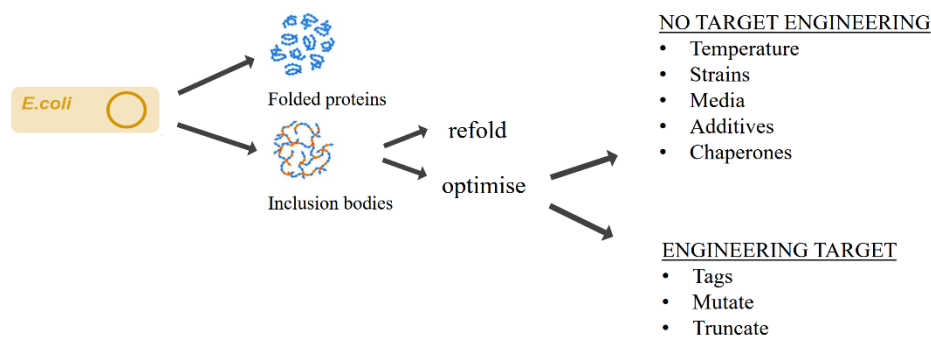 E.coli
Folded proteins
Inclusion bodies
refold
optimise
NO TARGET ENGINEERING
• Temperature
• Strains
• Media
• Additives
• Chaperones
ENGINEERING TARGET
• Tags
• Mutate
• Truncate